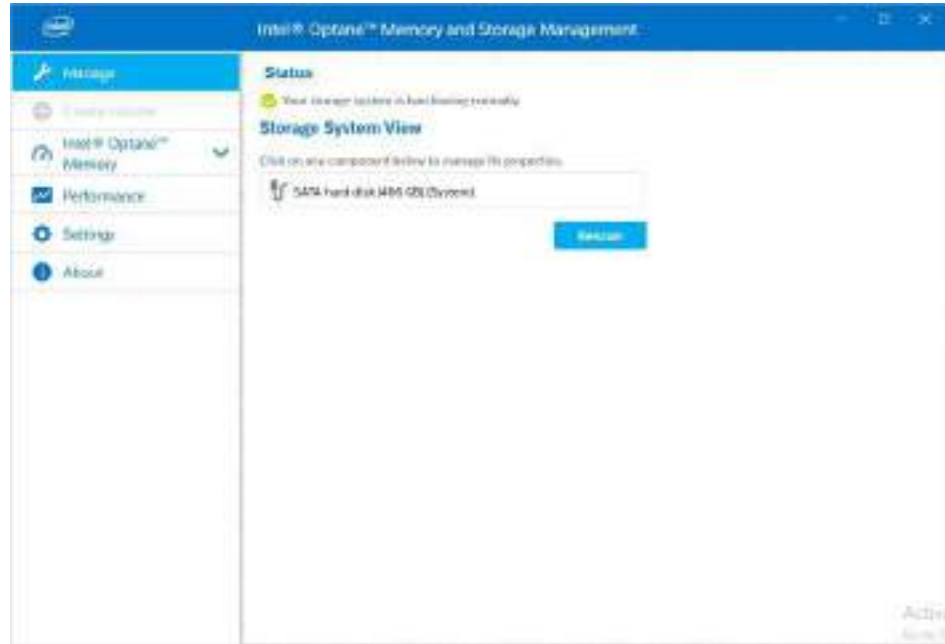 Intel® Optane™ Memory and Storage Management
Manage
Intel® Optane™
Memory
Performance
Settings
About
Status
Your storage system is functioning normally
Storage System View
Click on any component below to manage its properties.
SATA hard disk (466 GB) (System)
Rescan